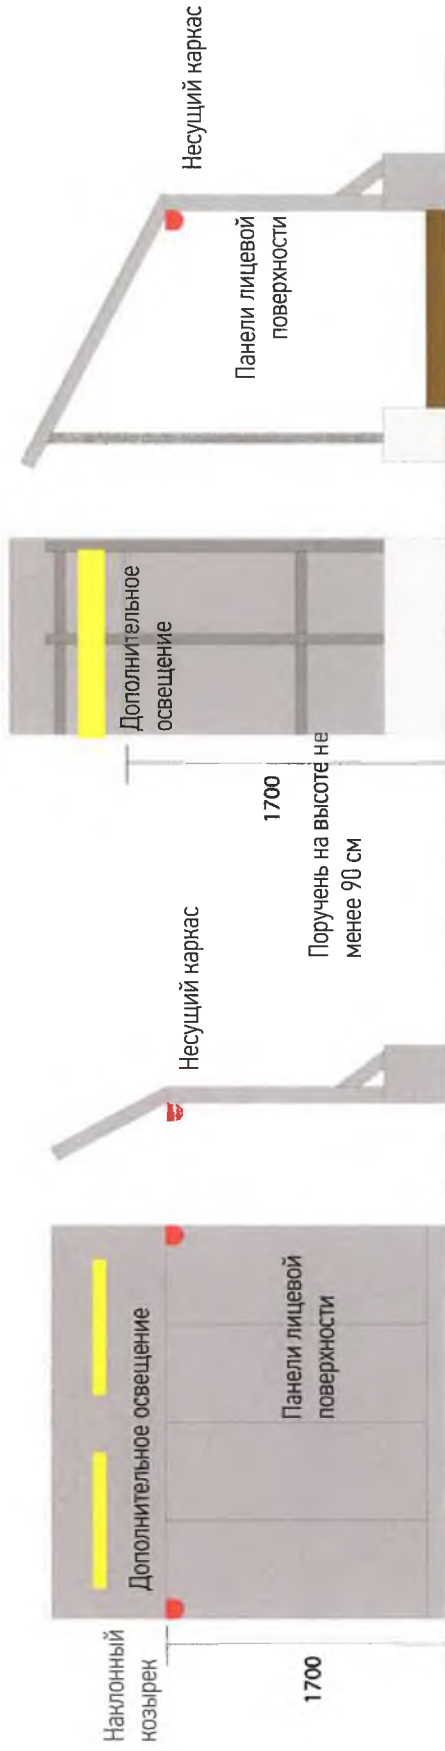 Наклонный
козырек
1700
Дополнительное освещение
Панели лицевой
поверхности
Несущий каркас
1700
Поручень на высоте не
менее 90 см
Дополнительное
освещение
Панели лицевой
поверхности
Несущий каркас